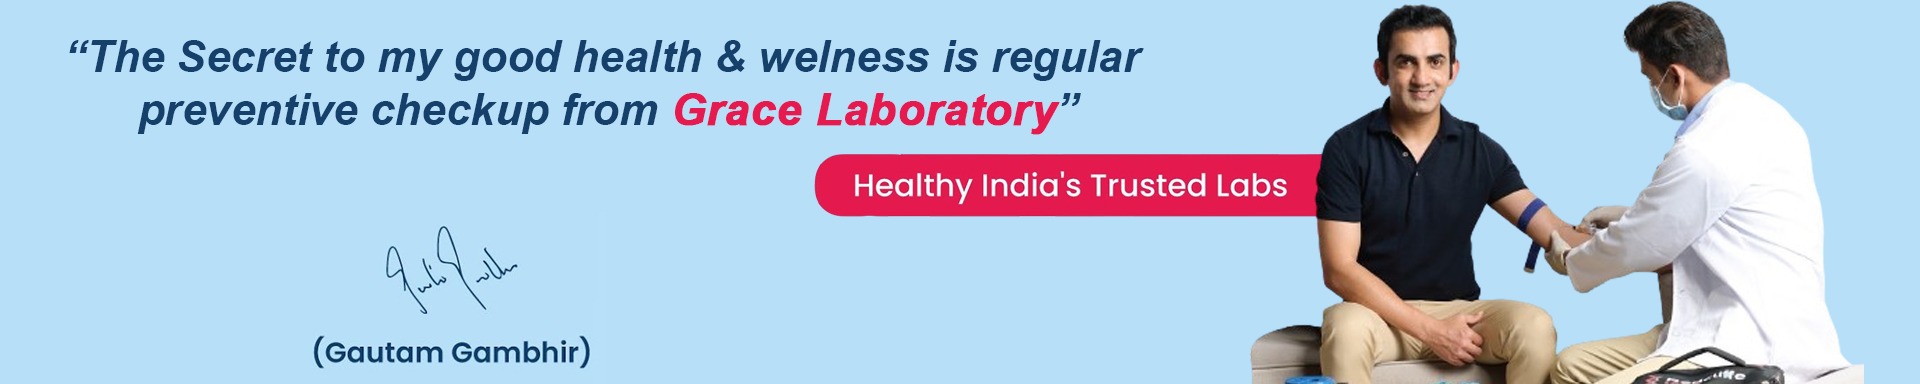 “The Secret to my good health & welness is regular
preventive checkup from Grace Laboratory”
Healthy India's Trusted Labs
(Gautam Gambhir)